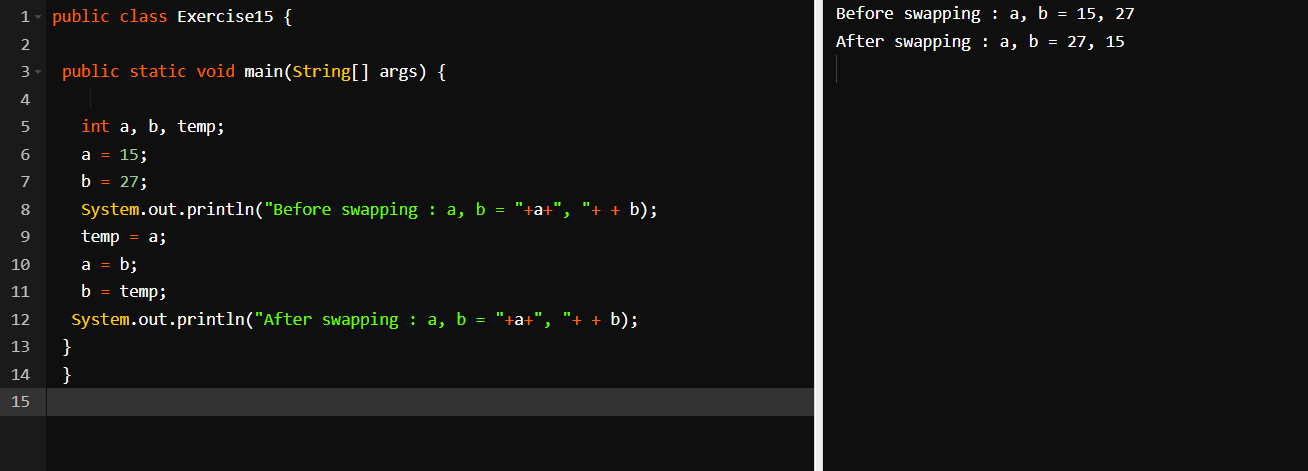 1 public class Exercise15 {
2
3 public static void main(String[] args) {
4
5 int a, b, temp;
6 a = 15;
7 b = 27;
8 System.out.println("Before swapping : a, b = "+a+", "+ + b);
9 temp = a;
10 a = b;
11 b = temp;
12 System.out.println("After swapping : a, b = "+a+", "+ + b);
13 }
14 }
15
Before swapping : a, b = 15, 27
After swapping : a, b = 27, 15